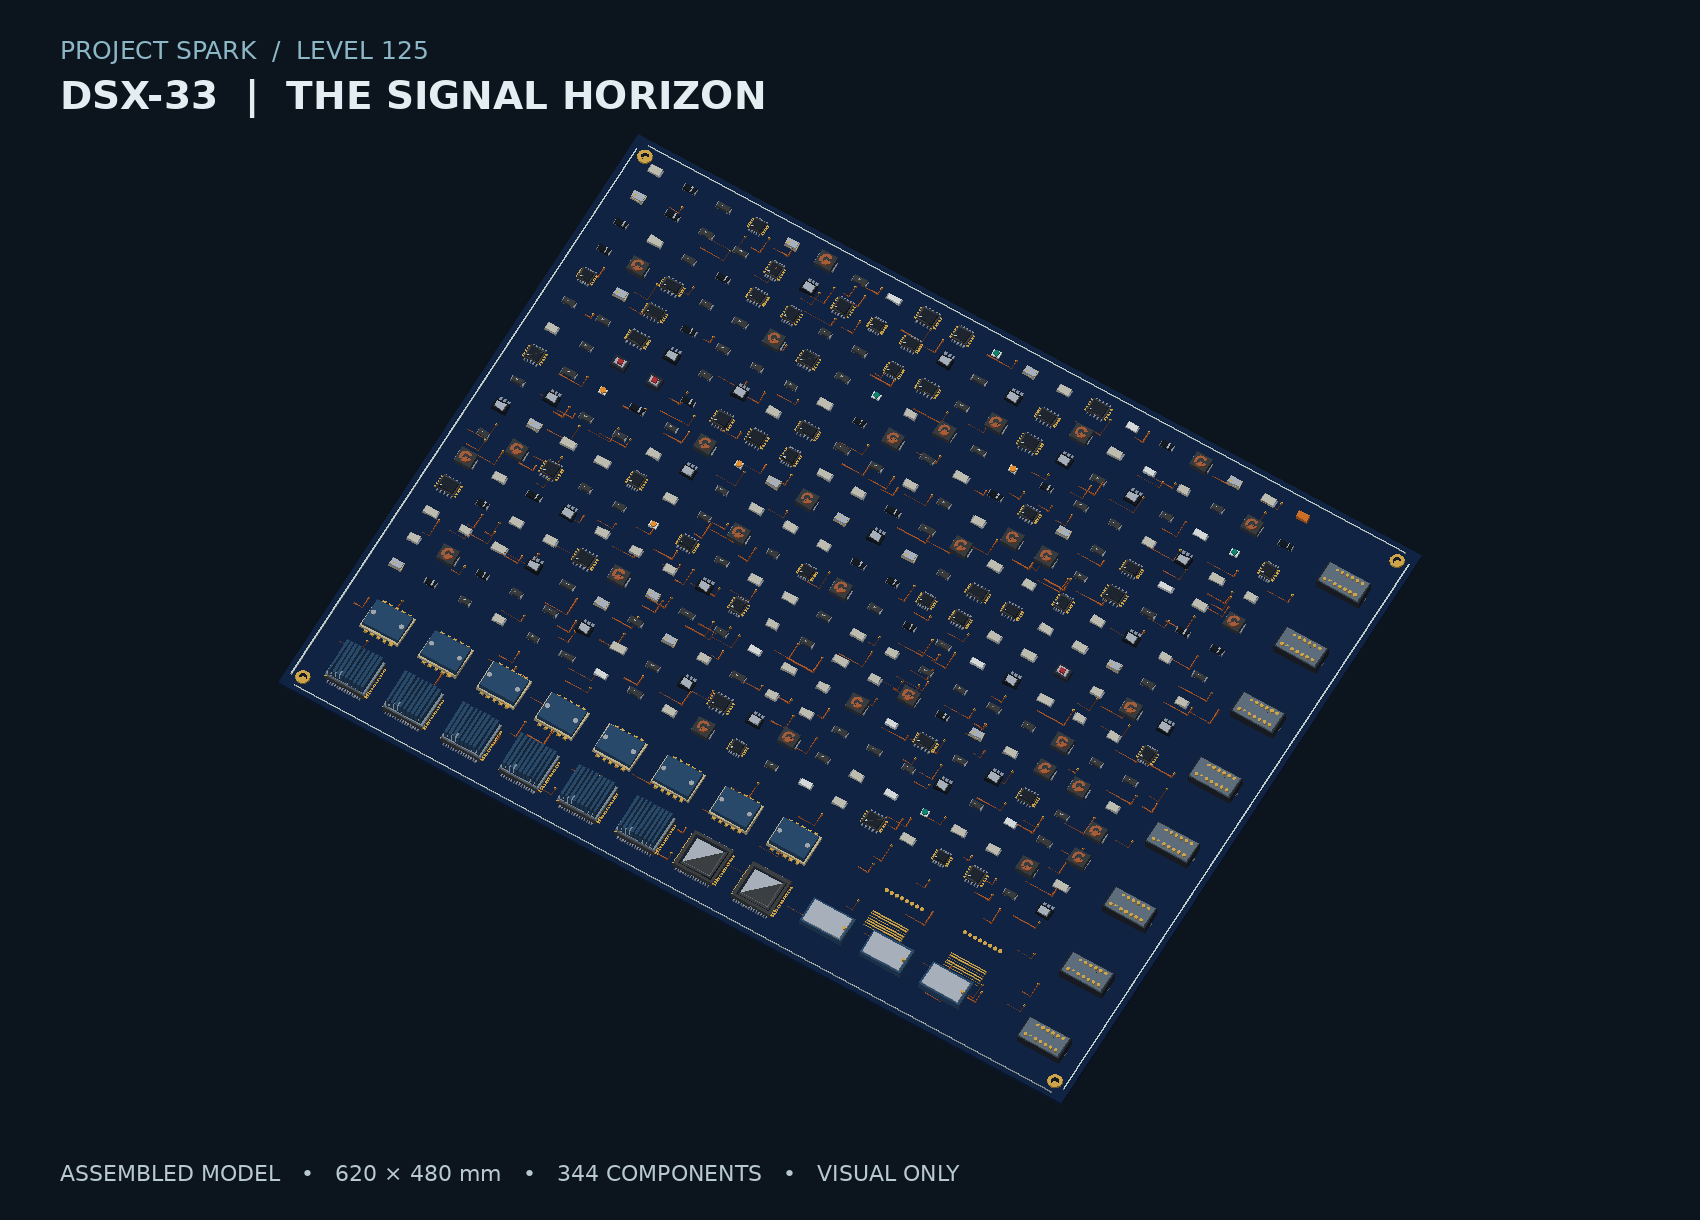 PROJECT SPARK / LEVEL 125
DSX-33 | THE SIGNAL HORIZON
ASSEMBLED MODEL • 620 × 480 mm • 344 COMPONENTS • VISUAL ONLY